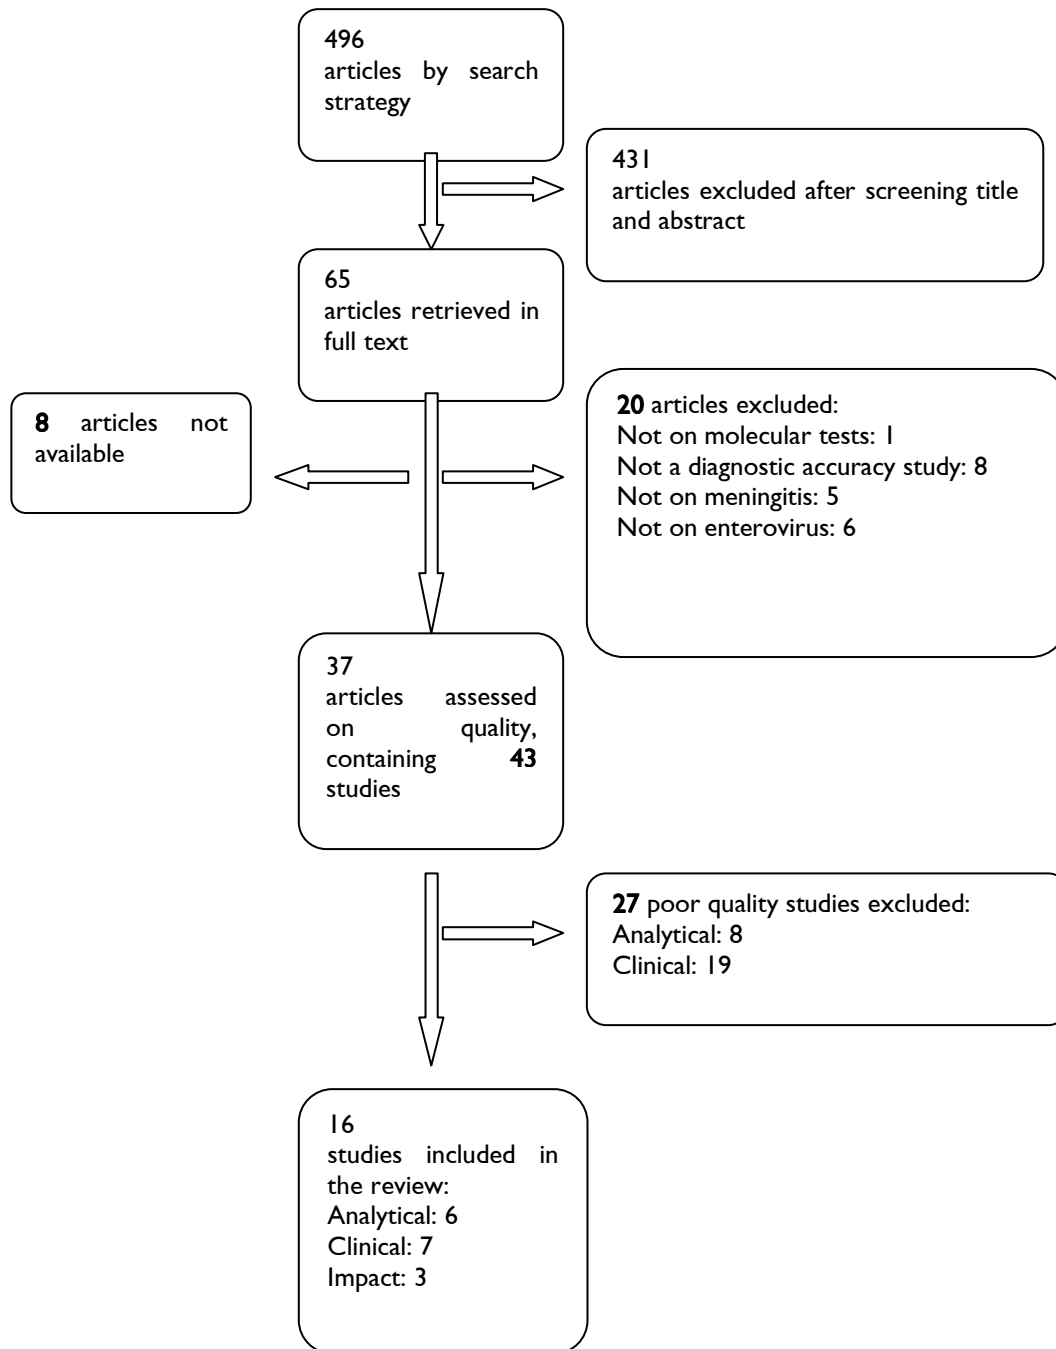 496
articles by search
strategy
431
articles excluded after screening title
and abstract
65
articles retrieved in
full text
8 articles not
available
20 articles excluded:
Not on molecular tests: 1
Not a diagnostic accuracy study: 8
Not on meningitis: 5
Not on enterovirus: 6
37
articles assessed
on quality,
containing 43
studies
27 poor quality studies excluded:
Analytical: 8
Clinical: 19
16
studies included in
the review:
Analytical: 6
Clinical: 7
Impact: 3